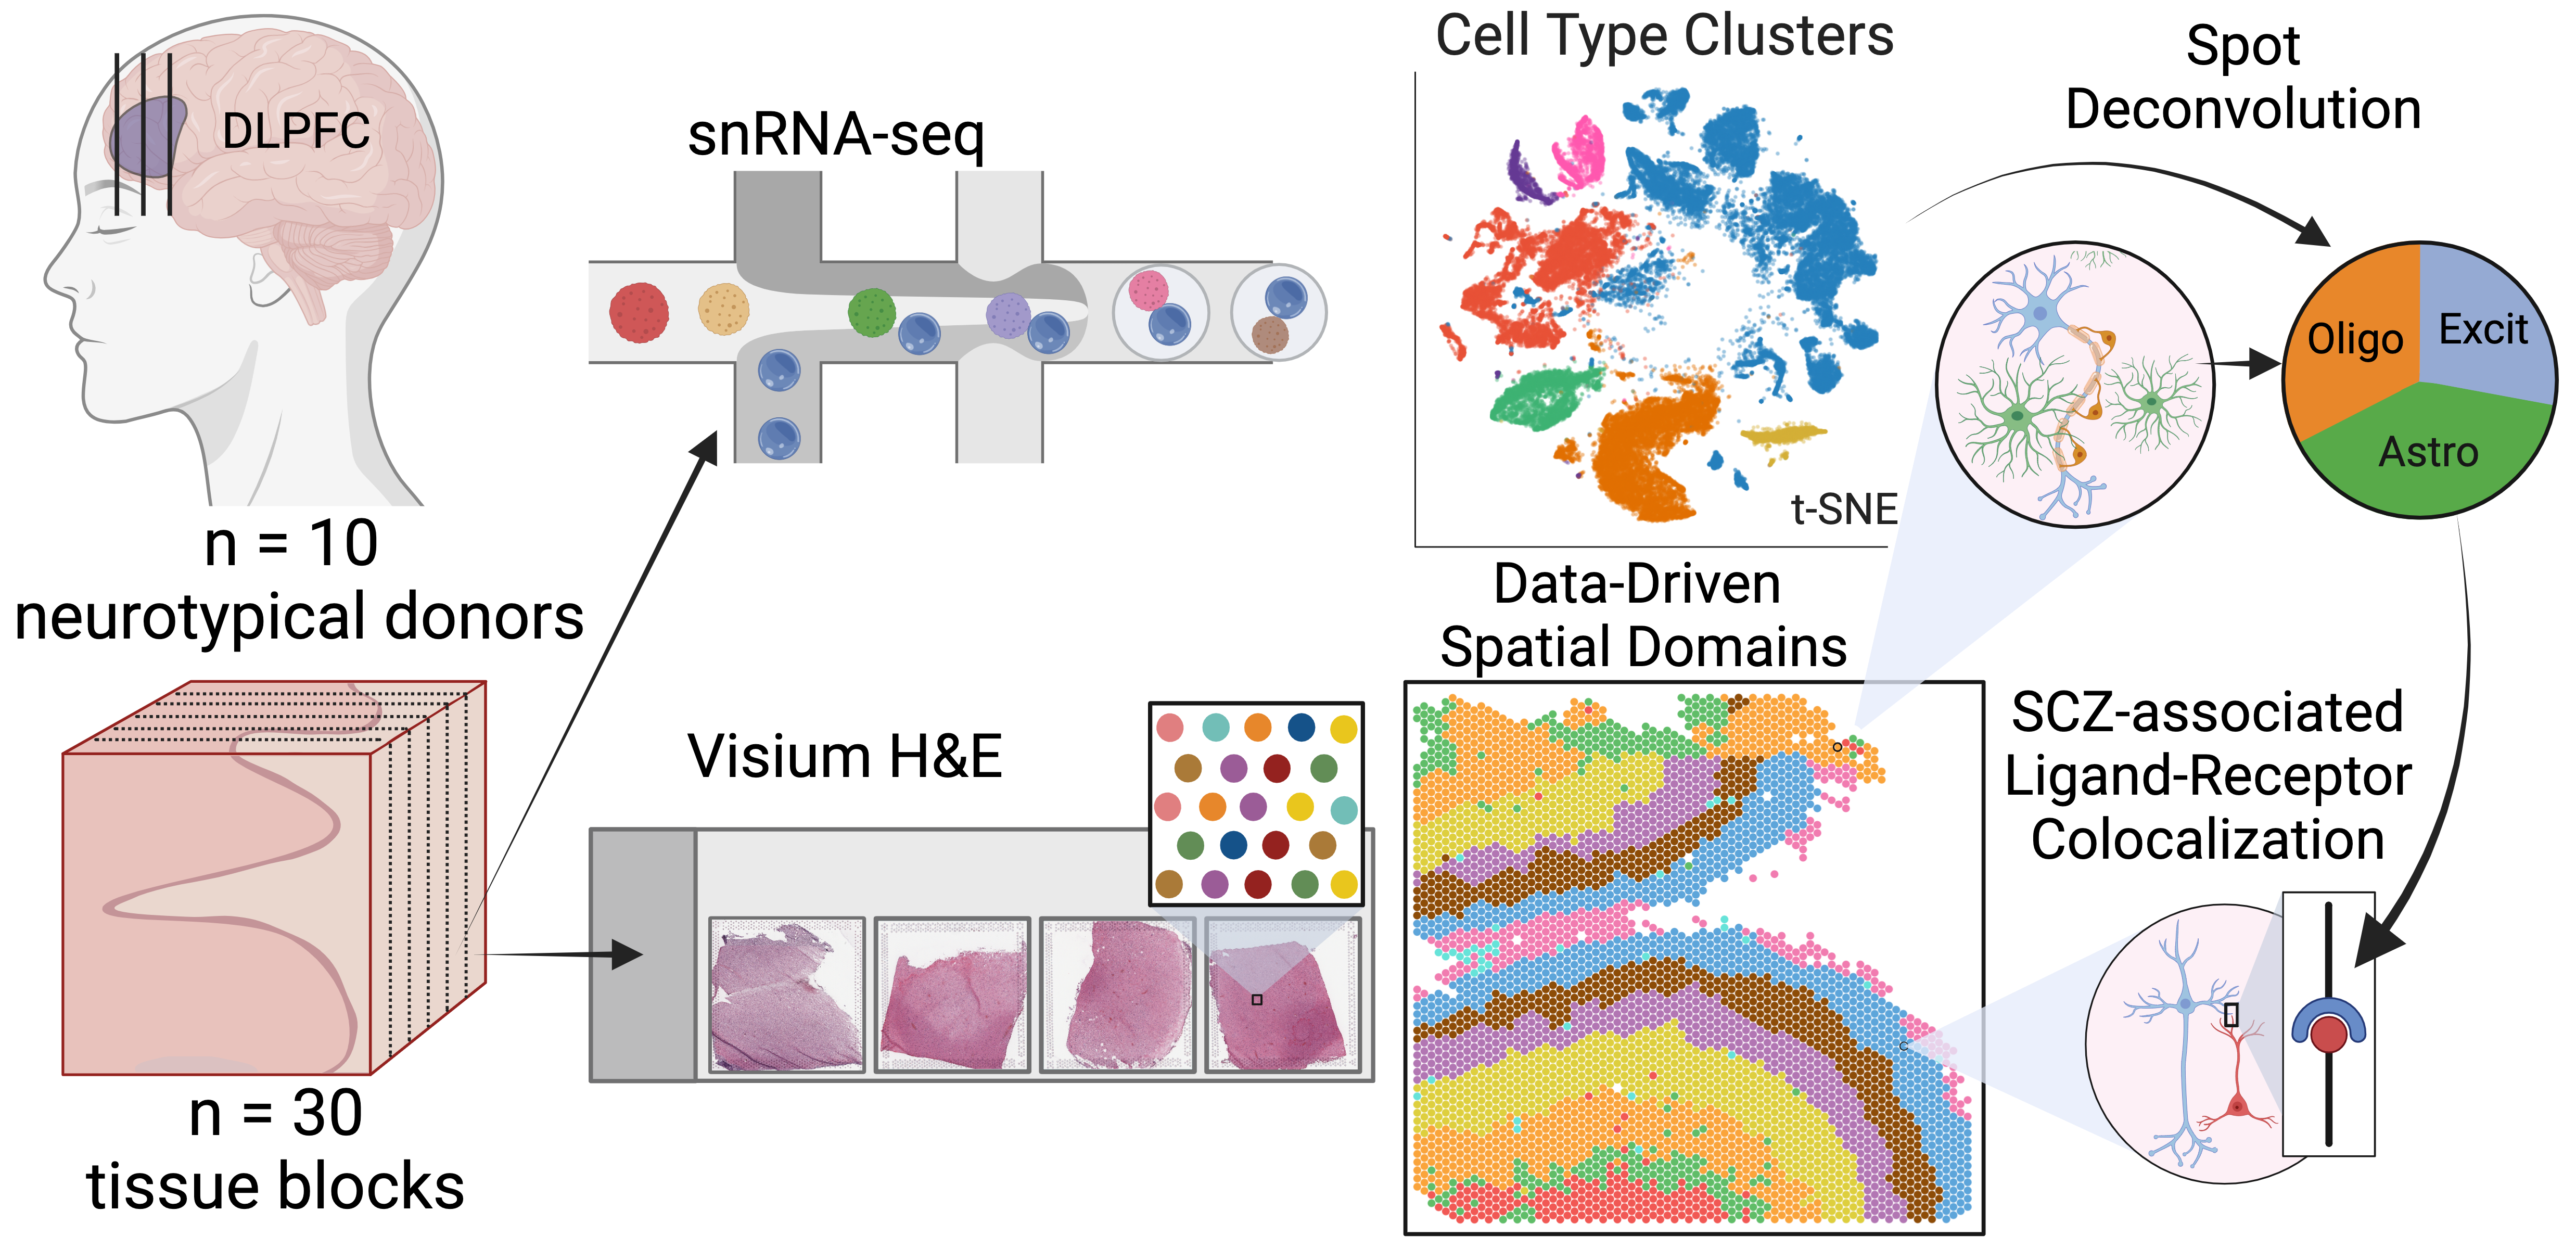 DLPFC
n = 10
neurotypical donors
n = 30
tissue blocks
snRNA-seq
Visium H&E
Cell Type Clusters
t-SNE
Spot
Deconvolution
Oligo
Excit
Astro
Data-Driven
Spatial Domains
SCZ-associated
Ligand-Receptor
Colocalization